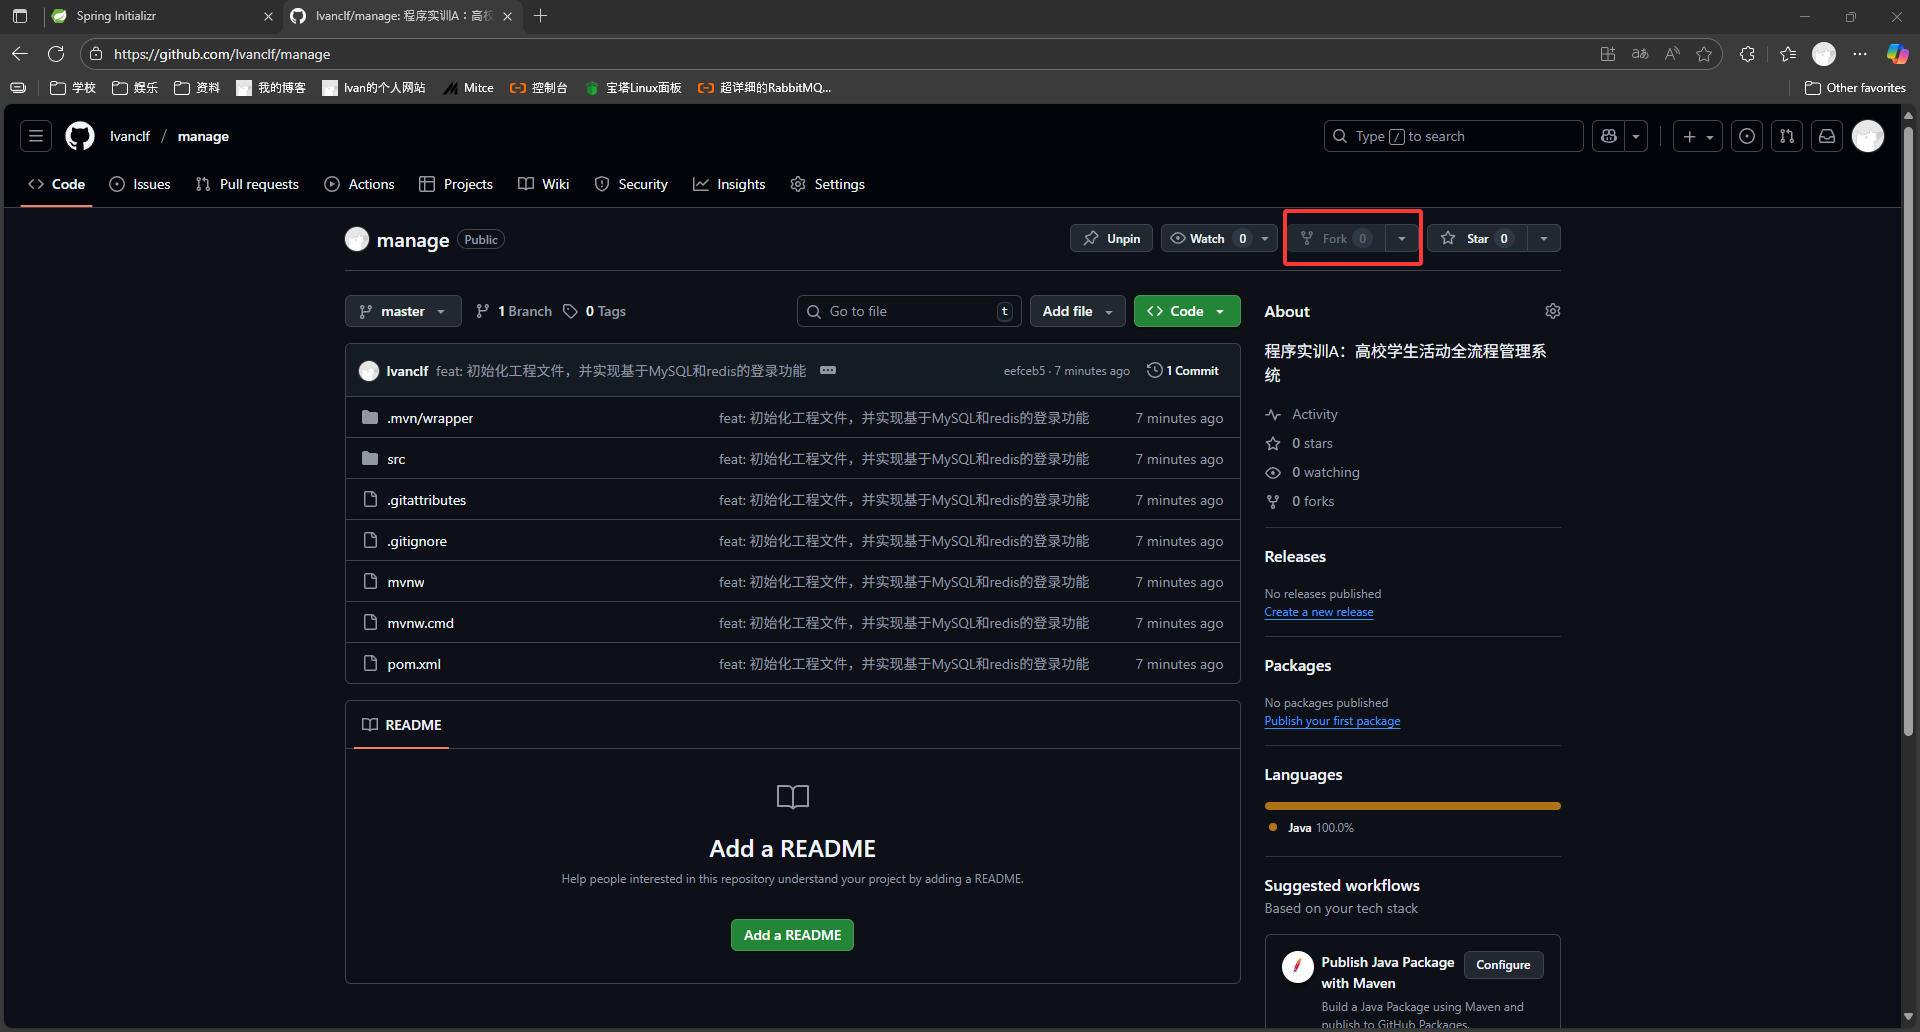 Spring Initializr
lvanclf/manage: 程序实训A：高校
https://github.com/lvanclf/manage
学校
娱乐
资料
我的博客
Ivan的个人网站
Mitce
控制台
宝塔Linux面板
超详细的RabbitMQ...
Other favorites
lvanclf / manage
Type / to search
Code
Issues
Pull requests
Actions
Projects
Wiki
Security
Insights
Settings
manage Public
Unpin
Watch 0
Fork 0
Star 0
master
1 Branch
0 Tags
Go to file t
Add file
Code
lvanclf feat: 初始化工程文件，并实现基于MySQL和redis的登录功能 eefceb5 · 7 minutes ago 1 Commit
.mvn/wrapper feat: 初始化工程文件，并实现基于MySQL和redis的登录功能 7 minutes ago
src feat: 初始化工程文件，并实现基于MySQL和redis的登录功能 7 minutes ago
.gitattributes feat: 初始化工程文件，并实现基于MySQL和redis的登录功能 7 minutes ago
.gitignore feat: 初始化工程文件，并实现基于MySQL和redis的登录功能 7 minutes ago
mvnw feat: 初始化工程文件，并实现基于MySQL和redis的登录功能 7 minutes ago
mvnw.cmd feat: 初始化工程文件，并实现基于MySQL和redis的登录功能 7 minutes ago
pom.xml feat: 初始化工程文件，并实现基于MySQL和redis的登录功能 7 minutes ago
README
Add a README
Help people interested in this repository understand your project by adding a README.
Add a README
About
程序实训A：高校学生活动全流程管理系
统
Activity
0 stars
0 watching
0 forks
Releases
No releases published
Create a new release
Packages
No packages published
Publish your first package
Languages
Java 100.0%
Suggested workflows
Based on your tech stack
Publish Java Package
with Maven
Configure
Build a Java Package using Maven and
publish to GitHub Packages.